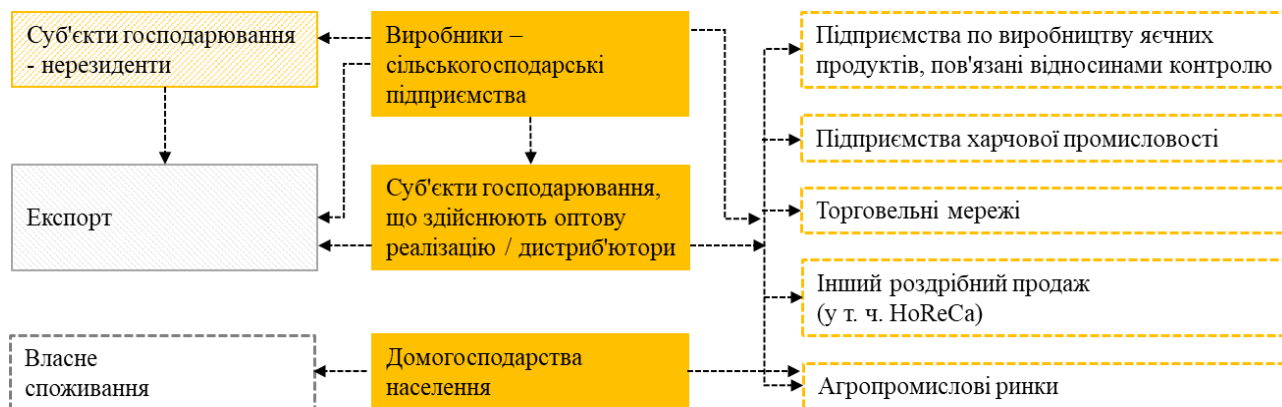 Суб'єкти господарювання
- нерезиденти
Виробники –
сільськогосподарські
підприємства
Підприємства по виробництву яєчних
продуктів, пов'язані відносинами контролю
Підприємства харчової промисловості
Експорт
Суб'єкти господарювання,
що здійснюють оптову
реалізацію / дистриб'ютори
Торговельні мережі
Інший роздрібний продаж
(у т. ч. HoReCa)
Власне
споживання
Домогосподарства
населення
Агропромислові ринки